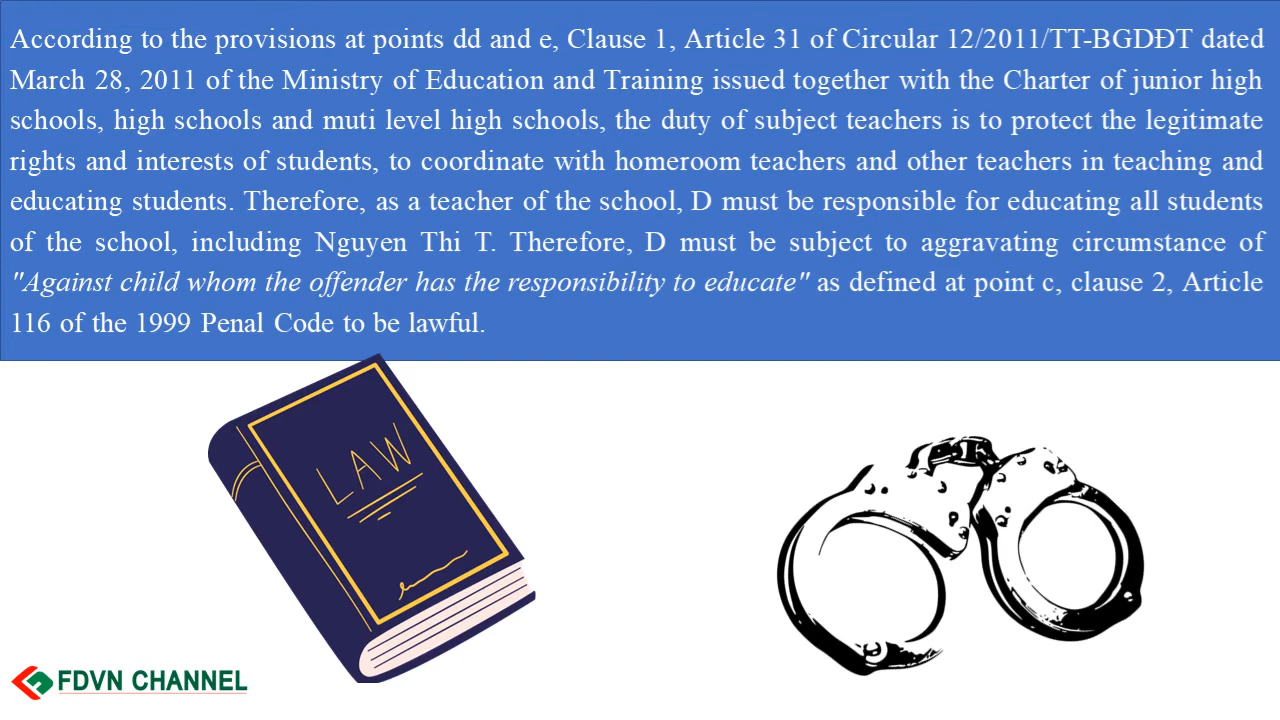 According to the provisions at points dd and e, Clause 1, Article 31 of Circular 12/2011/TT-BGDĐT dated
March 28, 2011 of the Ministry of Education and Training issued together with the Charter of junior high
schools, high schools and muti level high schools, the duty of subject teachers is to protect the legitimate
rights and interests of students, to coordinate with homeroom teachers and other teachers in teaching and
educating students. Therefore, as a teacher of the school, D must be responsible for educating all students
of the school, including Nguyen Thi T. Therefore, D must be subject to aggravating circumstance of
"Against child whom the offender has the responsibility to educate" as defined at point c, clause 2, Article
116 of the 1999 Penal Code to be lawful.
LAW
FDVN CHANNEL